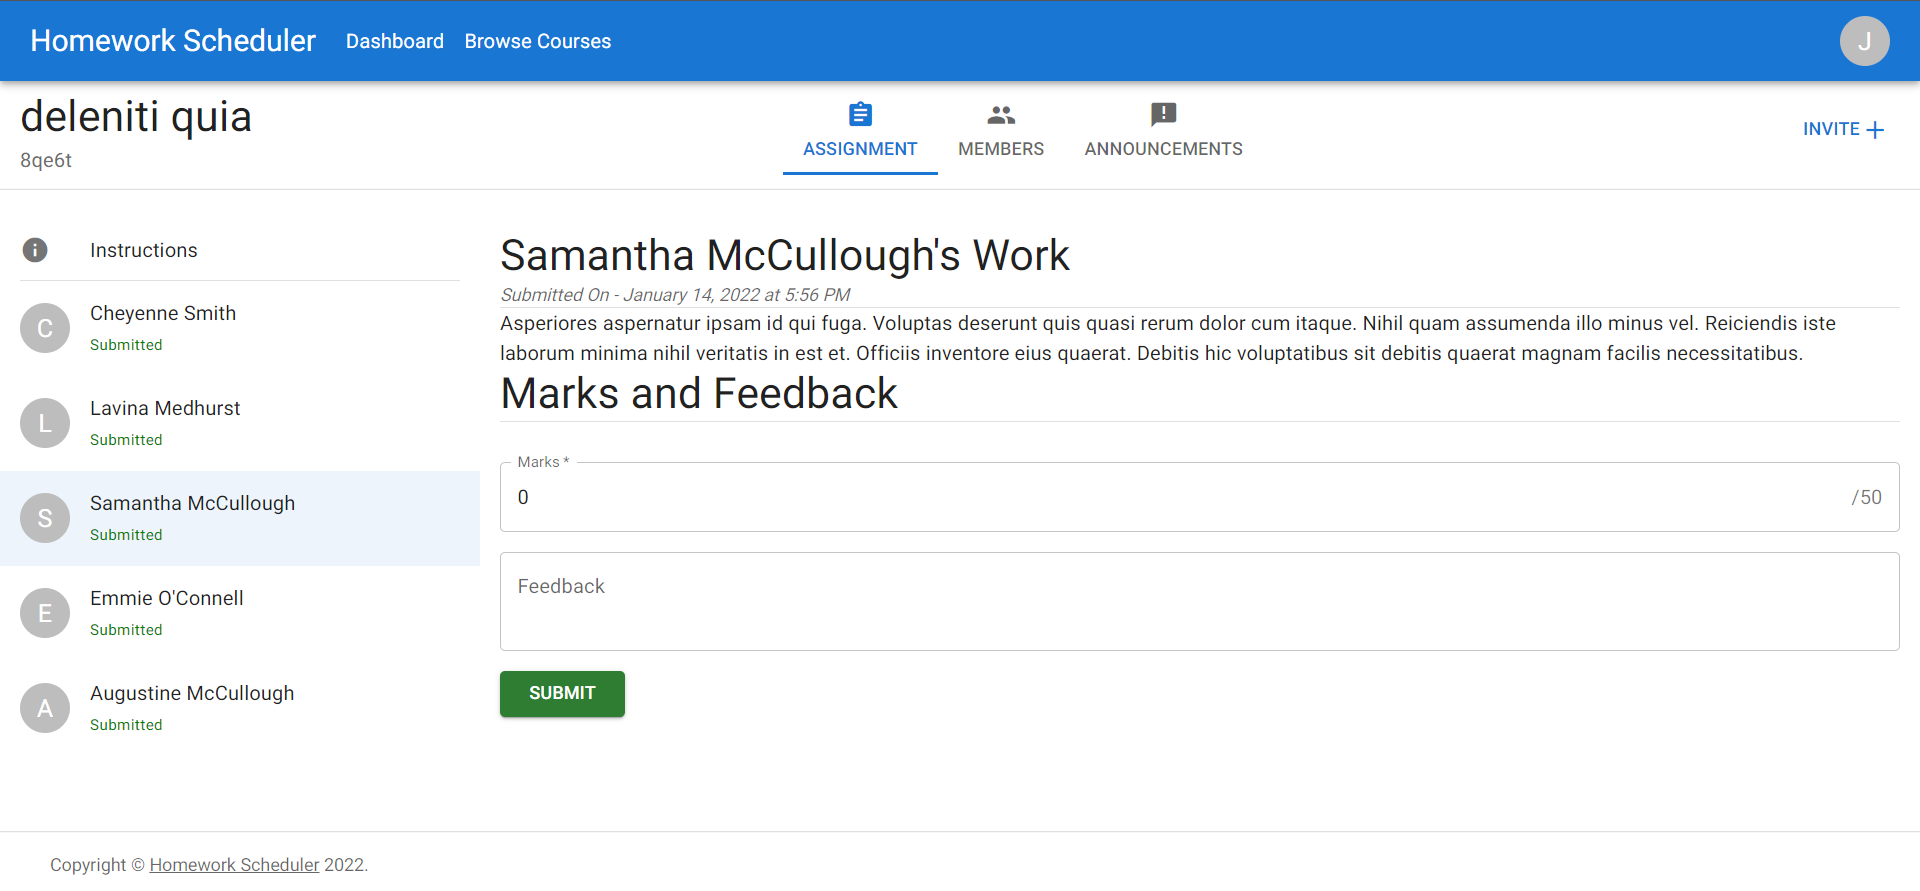 Homework Scheduler Dashboard Browse Courses J
deleniti quia
8qe6t
ASSIGNMENT MEMBERS ANNOUNCEMENTS
INVITE
Instructions
C Cheyenne Smith
Submitted
L Lavina Medhurst
Submitted
S Samantha McCullough
Submitted
E Emmie O'Connell
Submitted
A Augustine McCullough
Submitted
Samantha McCullough's Work
Submitted On - January 14, 2022 at 5:56 PM
Asperiores aspernatur ipsam id qui fuga. Voluptas deserunt quis quasi rerum dolor cum itaque. Nihil quam assumenda illo minus vel. Reiciendis iste
laborum minima nihil veritatis in est et. Officiis inventore eius quaerat. Debitis hic voluptatibus sit debitis quaerat magnam facilis necessitatibus.
Marks and Feedback
Marks *
0 /50
Feedback
SUBMIT
Copyright © Homework Scheduler 2022.